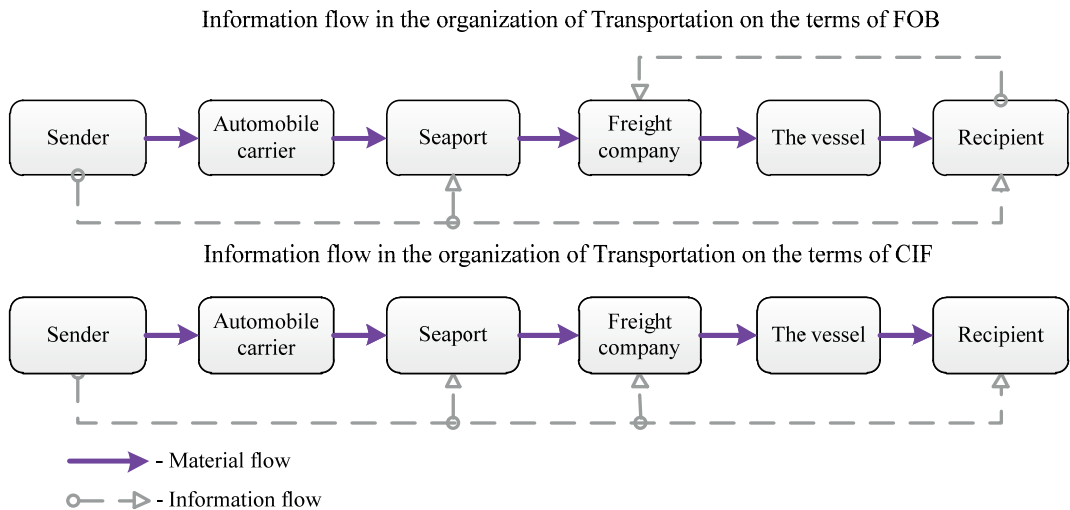 Information flow in the organization of Transportation on the terms of FOB
Sender
Automobile
carrier
Seaport
Freight
company
The vessel
Recipient
Information flow in the organization of Transportation on the terms of CIF
Sender
Automobile
carrier
Seaport
Freight
company
The vessel
Recipient
- Material flow
- Information flow